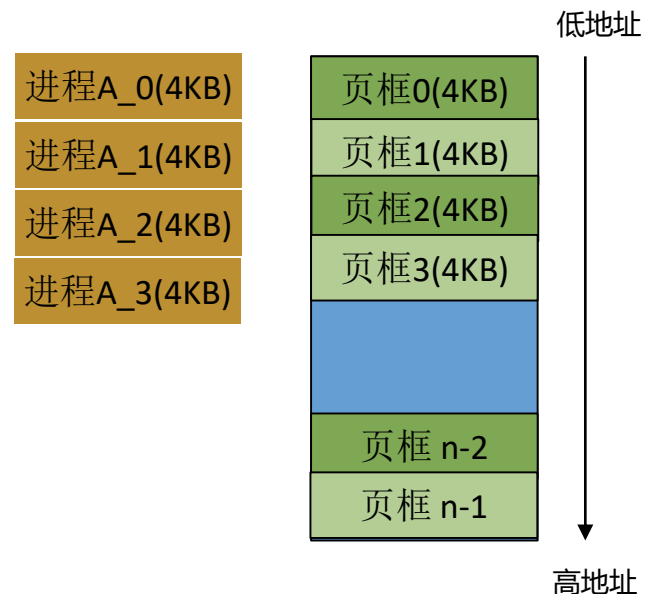 低地址
进程A_0(4KB)
进程A_1(4KB)
进程A_2(4KB)
进程A_3(4KB)
页框0(4KB)
页框1(4KB)
页框2(4KB)
页框3(4KB)
页框 n-2
页框 n-1
高地址